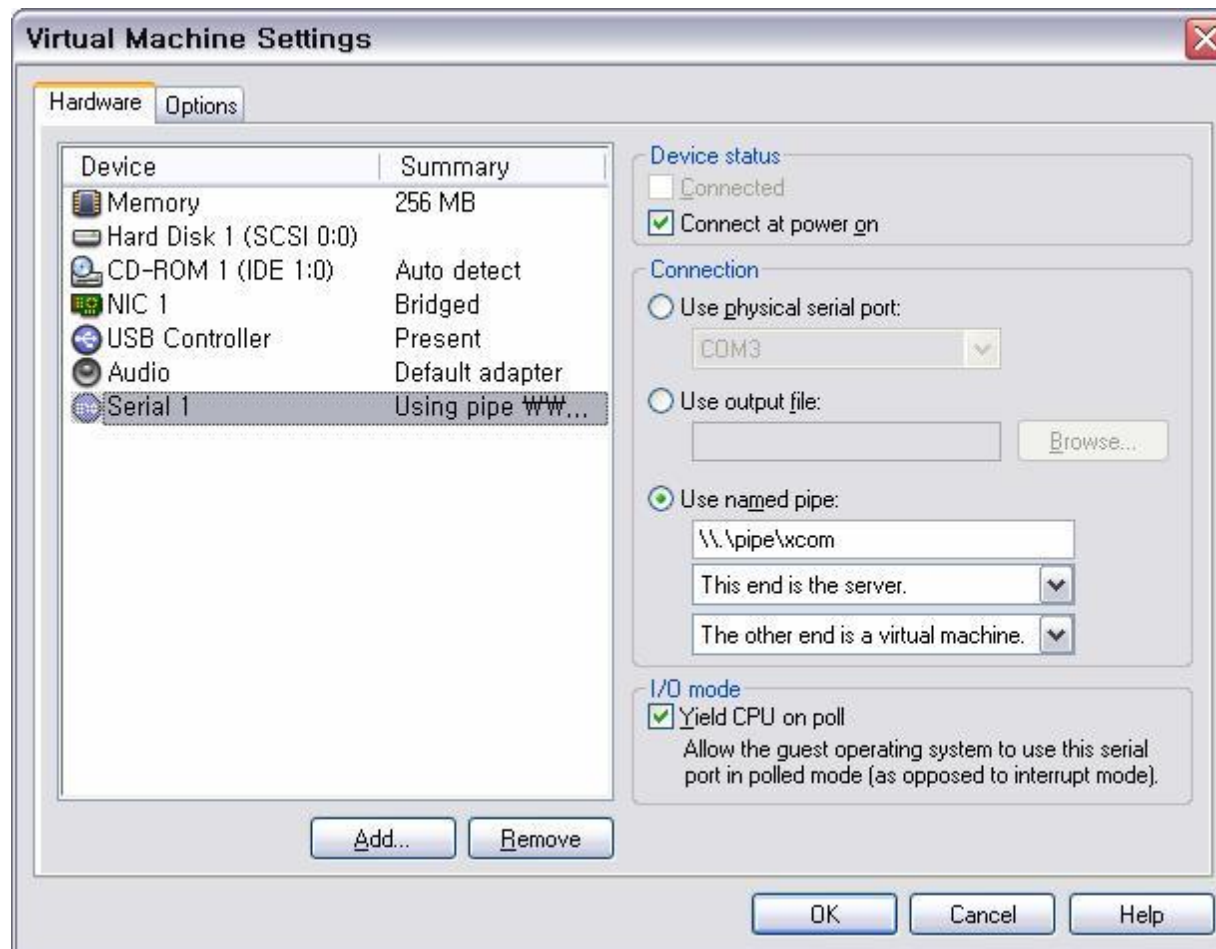 Virtual Machine Settings
Hardware
Options
Device Summary
Memory 256 MB
Hard Disk 1 (SCSI 0:0)
CD-ROM 1 (IDE 1:0) Auto detect
NIC 1 Bridged
USB Controller Present
Audio Default adapter
Serial 1 Using pipe ₩₩...
Add...
Remove
Device status
Connected
Connect at power on
Connection
Use physical serial port:
COM3
Use output file:
Browse...
Use named pipe:
\\.\pipe\xcom
This end is the server.
The other end is a virtual machine.
I/O mode
Yield CPU on poll
Allow the guest operating system to use this serial
port in polled mode (as opposed to interrupt mode).
OK
Cancel
Help